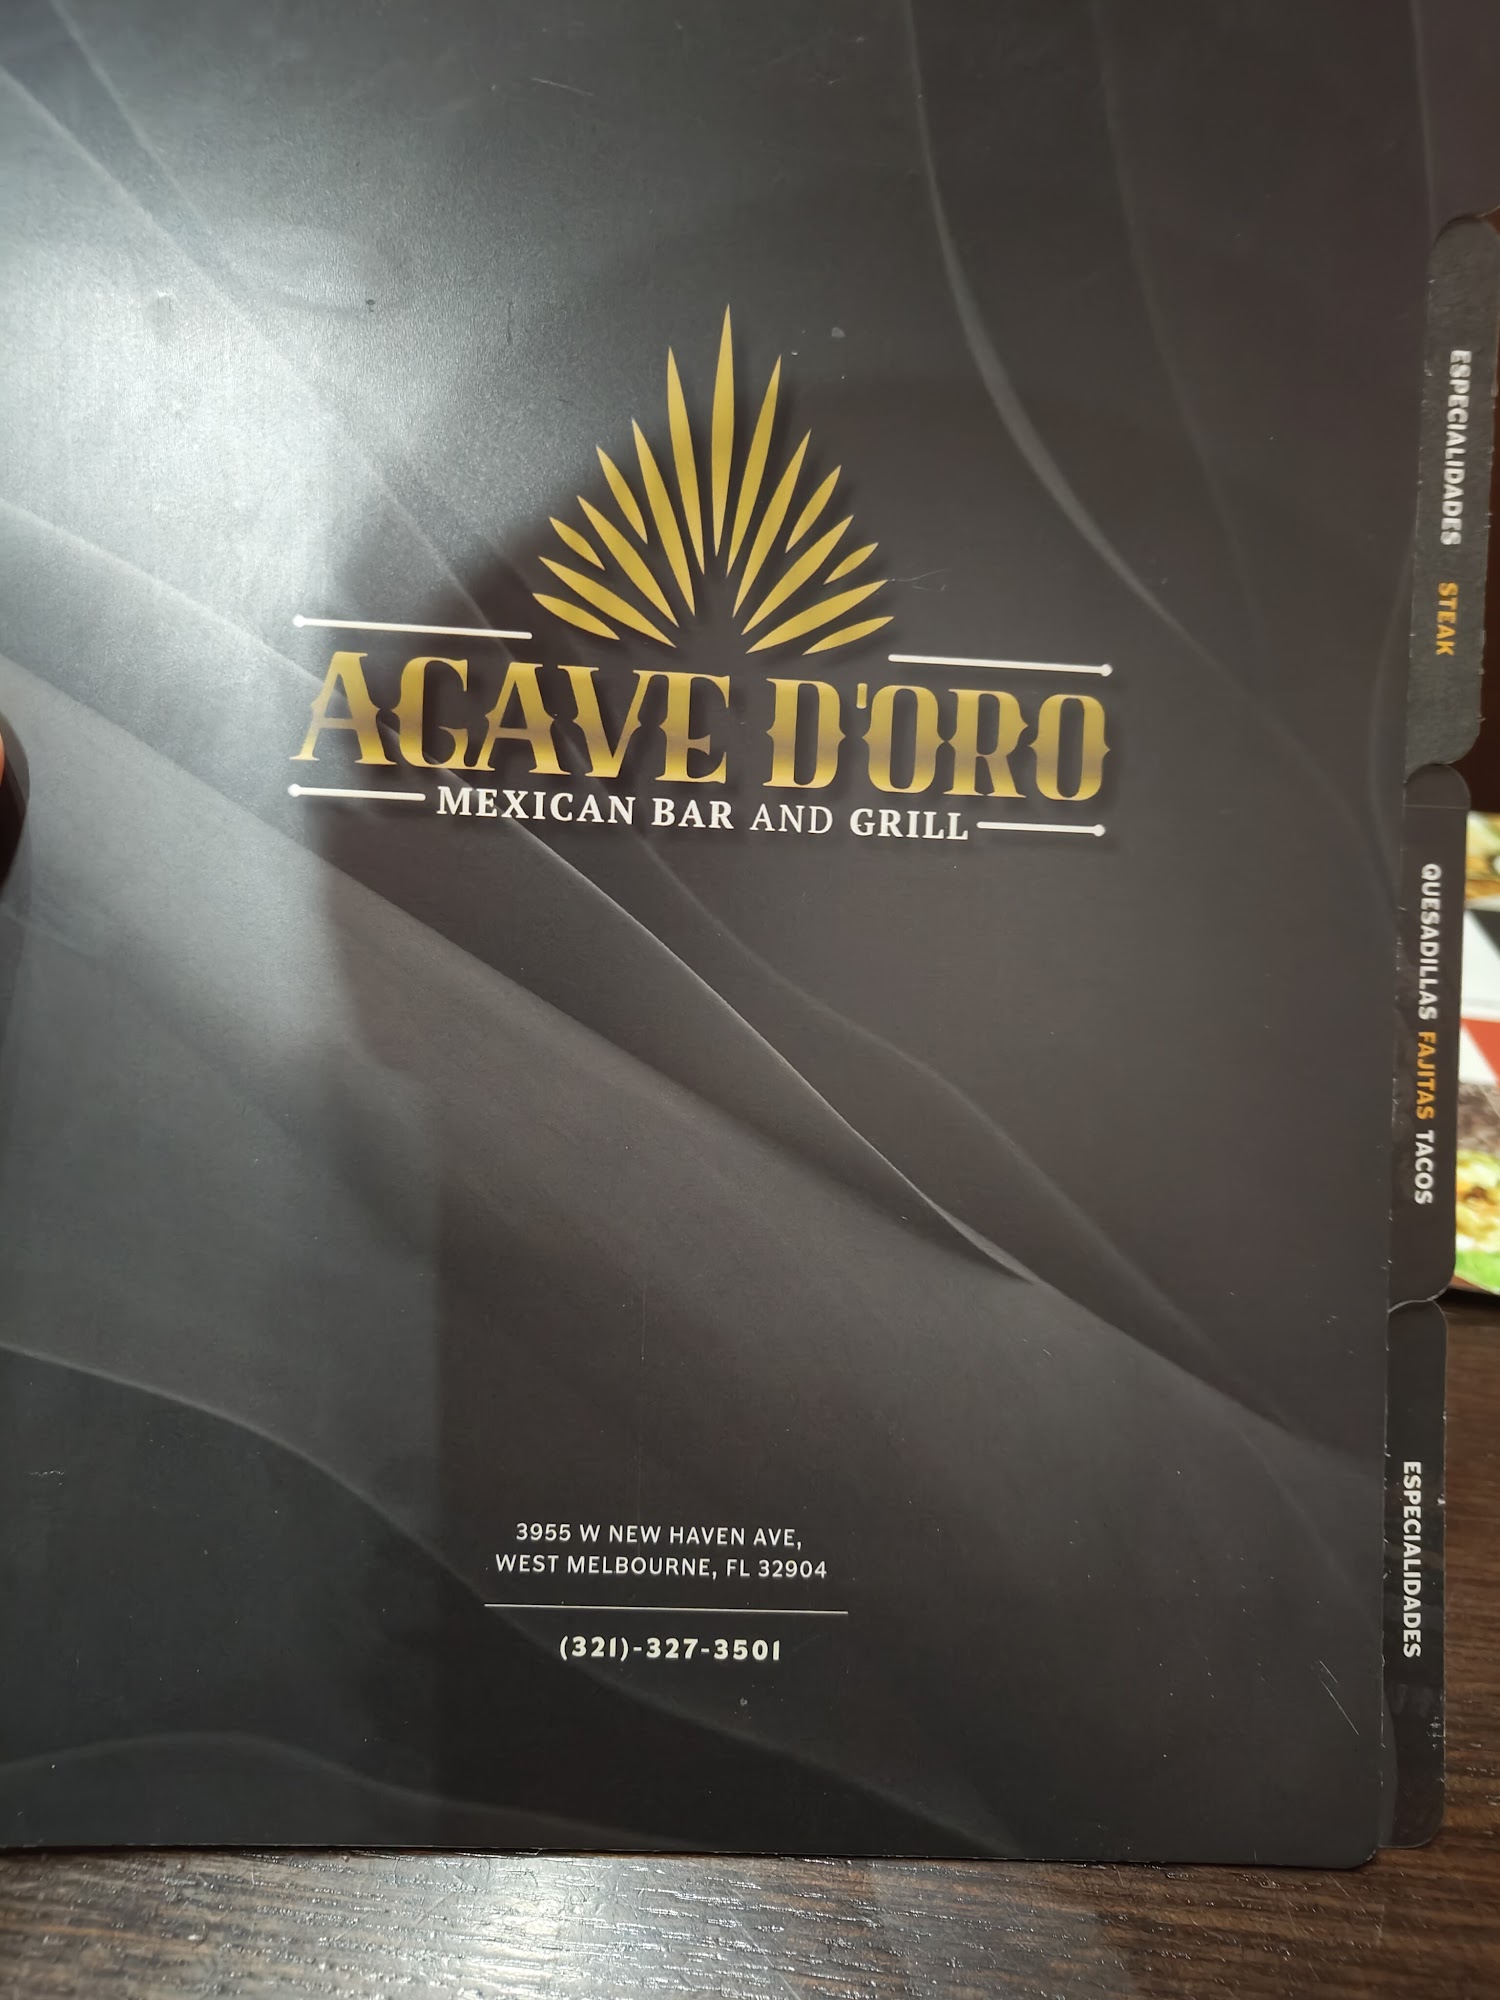 AGAVE D'ORO
MEXICAN BAR AND GRILL
3955 W NEW HAVEN AVE,
WEST MELBOURNE, FL 32904
(321)-327-3501
ESPECIALIDADES STEAK
QUESADILLAS FAJITAS TACOS
ESPECIALIDADES